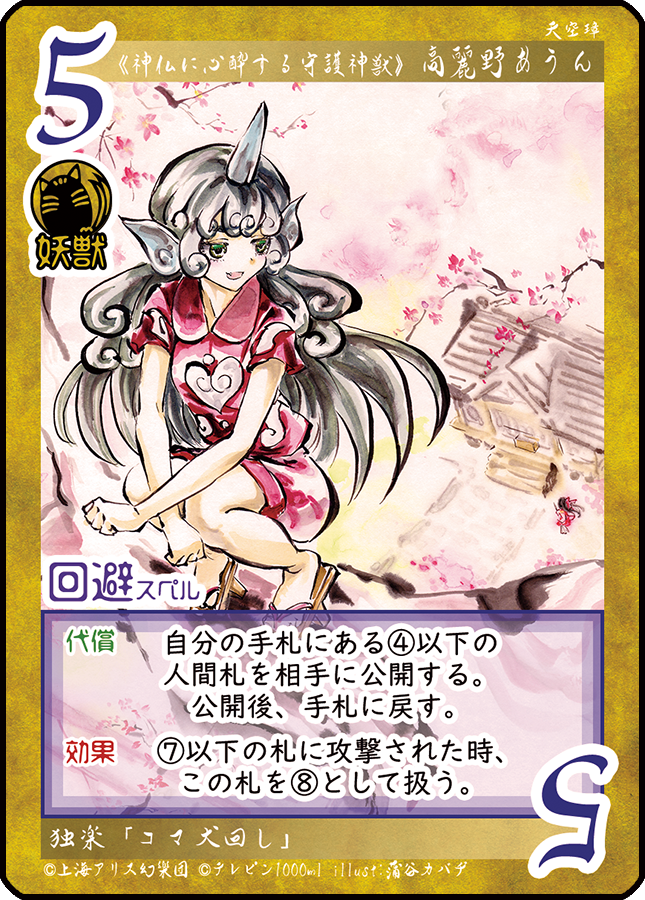 天空璋
5
《神仏に心酔する守護神獣》 高麗野あうん
妖獣
回避スペル
代償 自分の手札にある④以下の
人間札を相手に公開する。
公開後、手札に戻す。
効果 ⑦以下の札に攻撃された時、
この札を⑧として扱う。
5
独楽「コマ犬回し」
©上海アリス幻樂団 ©テレピン1000ml illust:蒲谷カバヂ